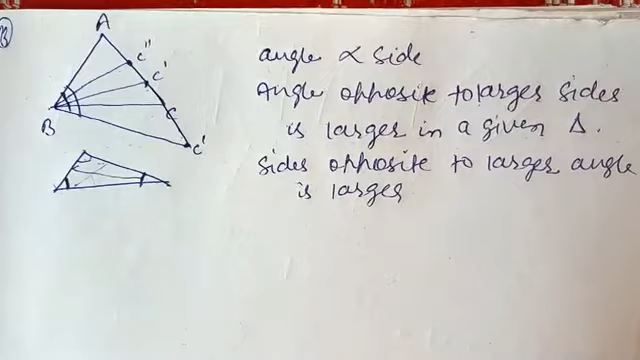 A
c"
c'
c
B
c'
angle ∝ side
Angle opposite to larges sides
is larges in a given Δ.
sides opposite to larges angle
is larges